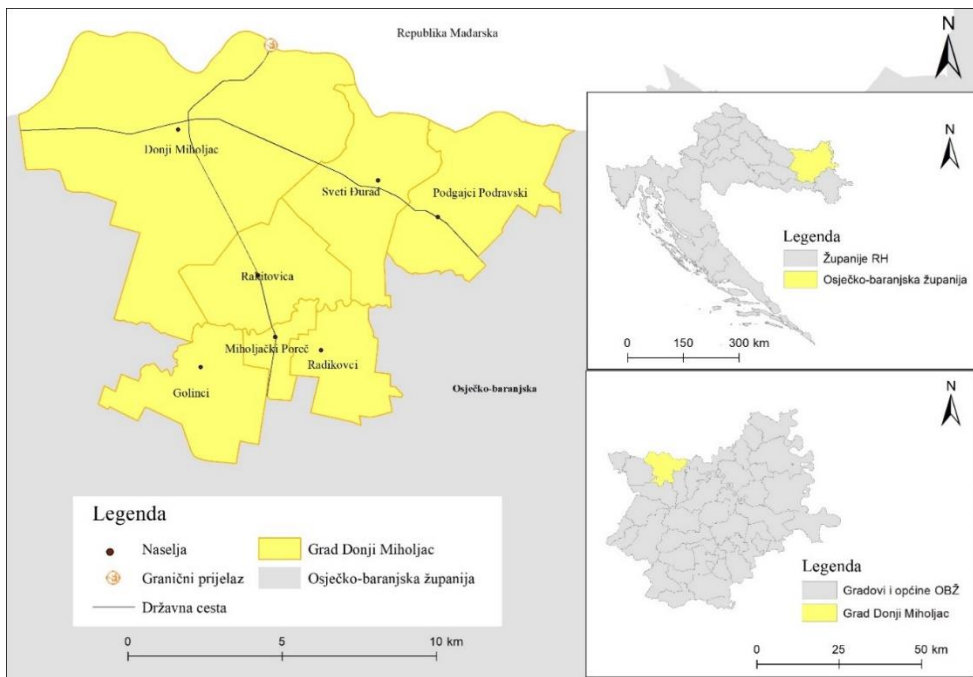 Republika Mađarska
N
Donji Miholjac
Sveti Đurađ
Podgajci Podravski
Rakitovica
Miholjački Poreč
Radikovci
Golinci
Osječko-baranjska
Legenda
Naselja
Granični prijelaz
Državna cesta
Grad Donji Miholjac
Osječko-baranjska županija
0 5 10 km
N
Legenda
Županije RH
Osječko-baranjska županija
0 150 300 km
N
Legenda
Gradovi i općine OBŽ
Grad Donji Miholjac
0 25 50 km